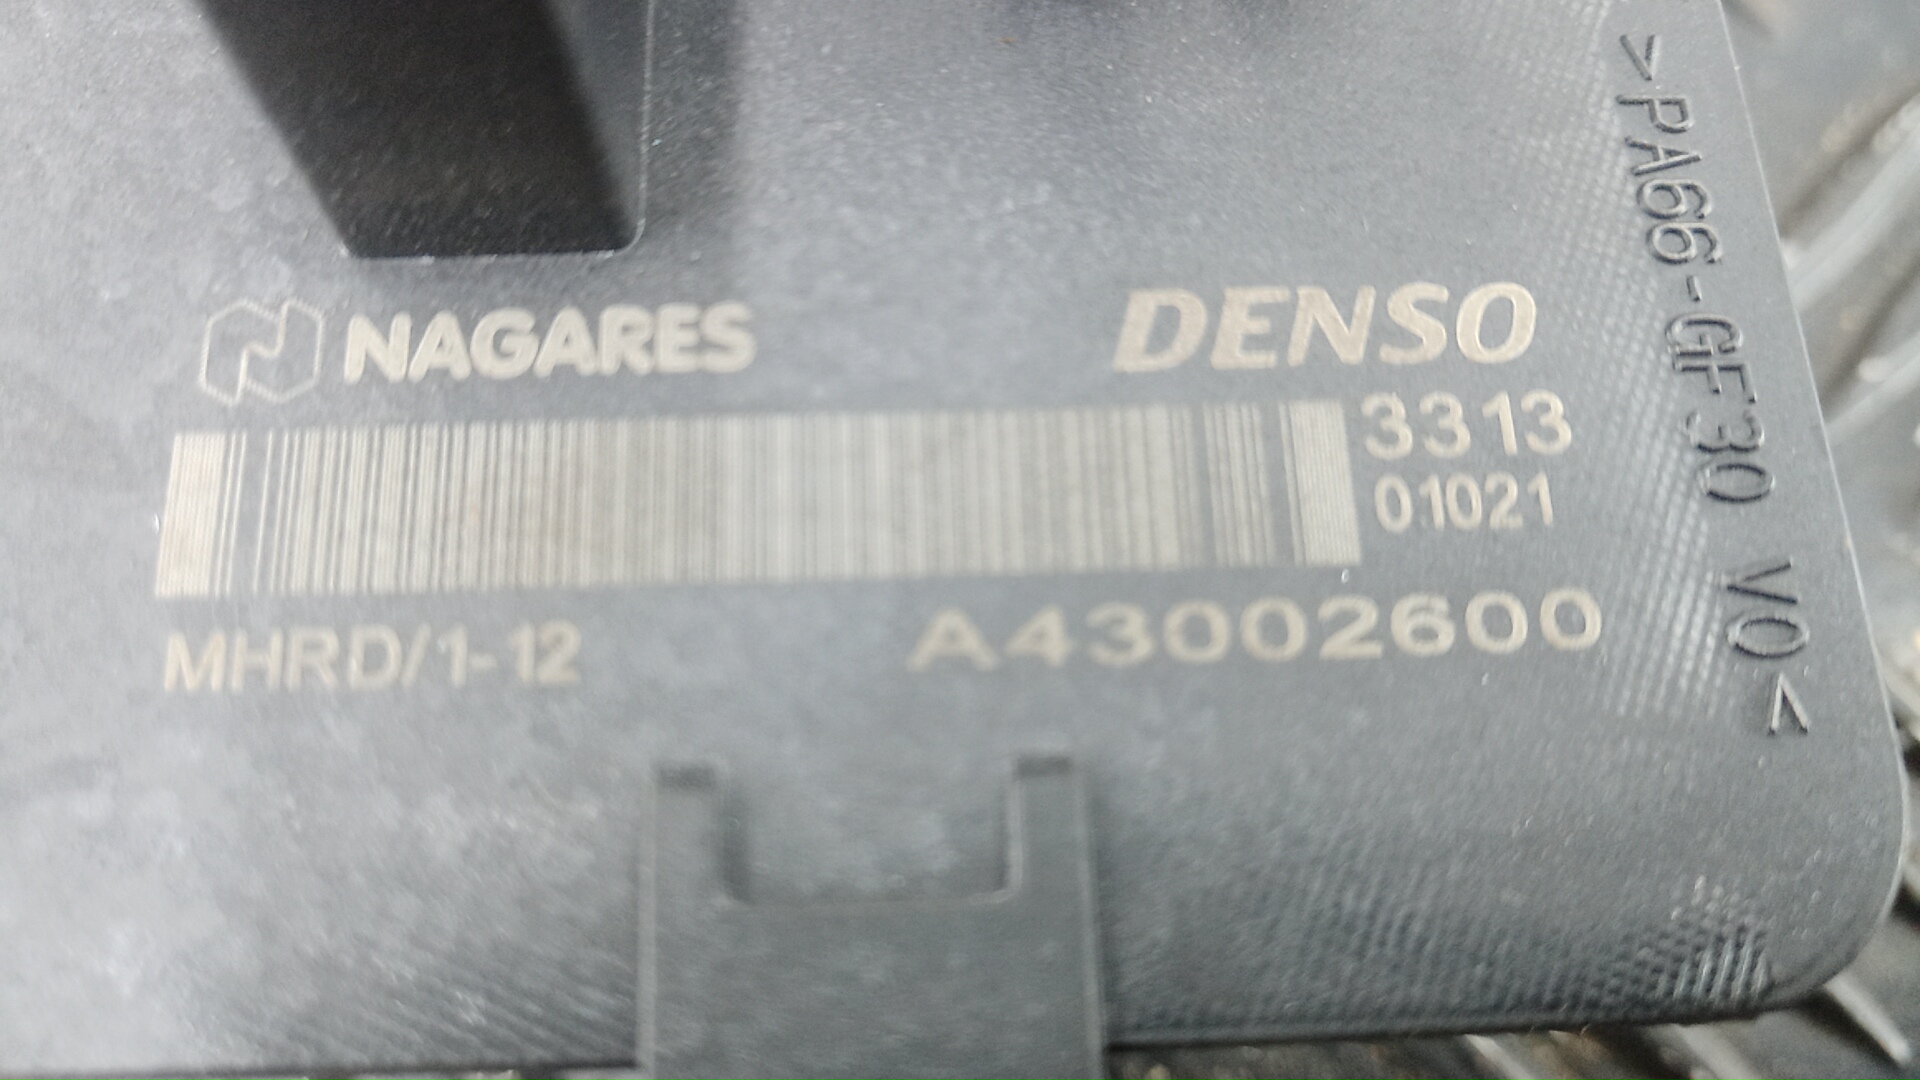 NAGARES
DENSO
3313
01021
MHRD/1-12
A43002600
>PA66-GF30 V0<